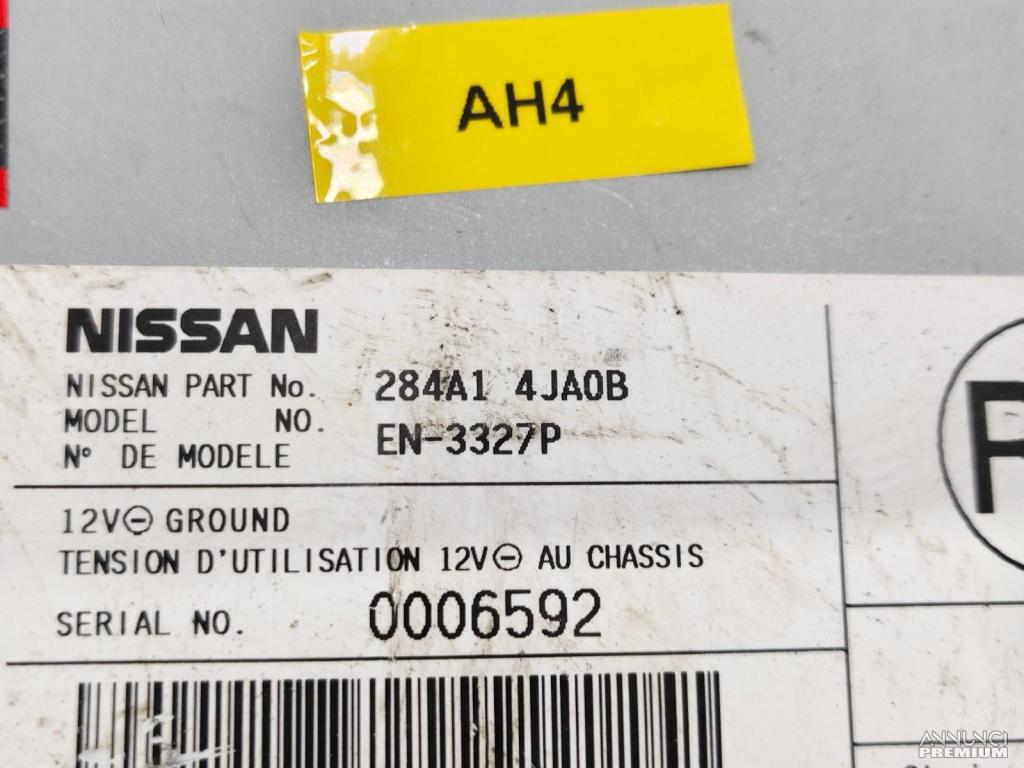 AH4
NISSAN
NISSAN PART No. 284A1 4JA0B
MODEL NO. EN-3327P
N° DE MODELE
12V⊖ GROUND
TENSION D'UTILISATION 12V⊖ AU CHASSIS
SERIAL NO. 0006592
ANNUNCI
PREMIUM